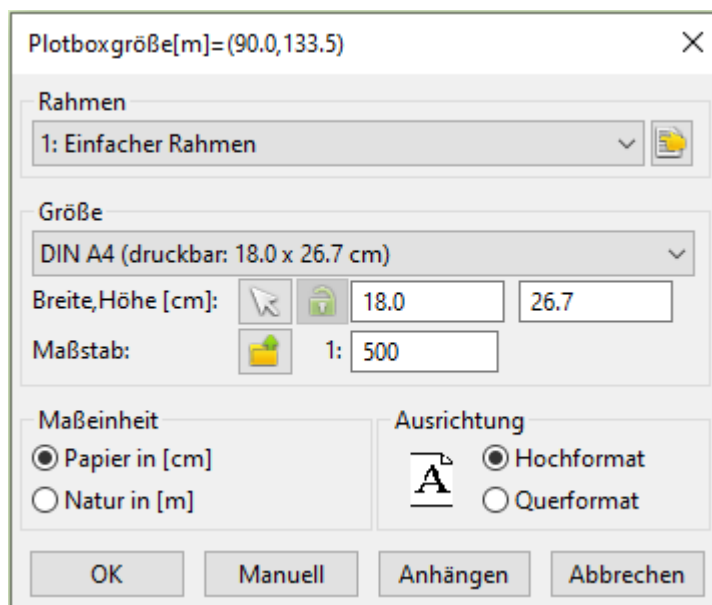 Plotboxgröße[m]=(90.0,133.5)
Rahmen
1: Einfacher Rahmen
Größe
DIN A4 (druckbar: 18.0 x 26.7 cm)
Breite,Höhe [cm]: 18.0 26.7
Maßstab: 1: 500
Maßeinheit Ausrichtung
Papier in [cm] A Hochformat
Natur in [m] Querformat
OK Manuell Anhängen Abbrechen